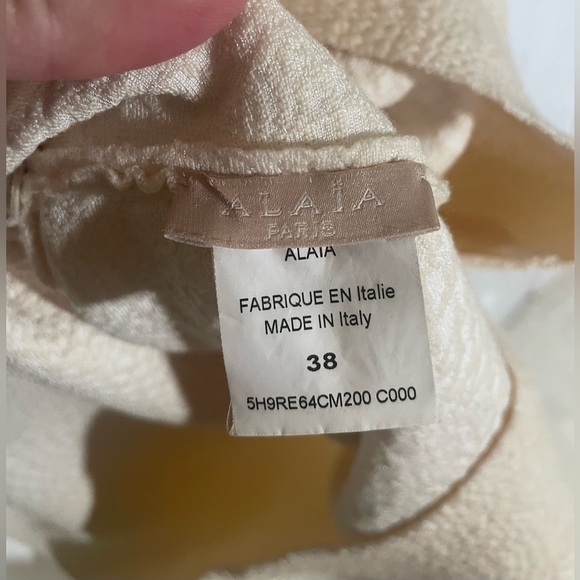 ALAÏA
PARIS
ALAIA
FABRIQUE EN Italie
MADE IN Italy
38
5H9RE64CM200 C000